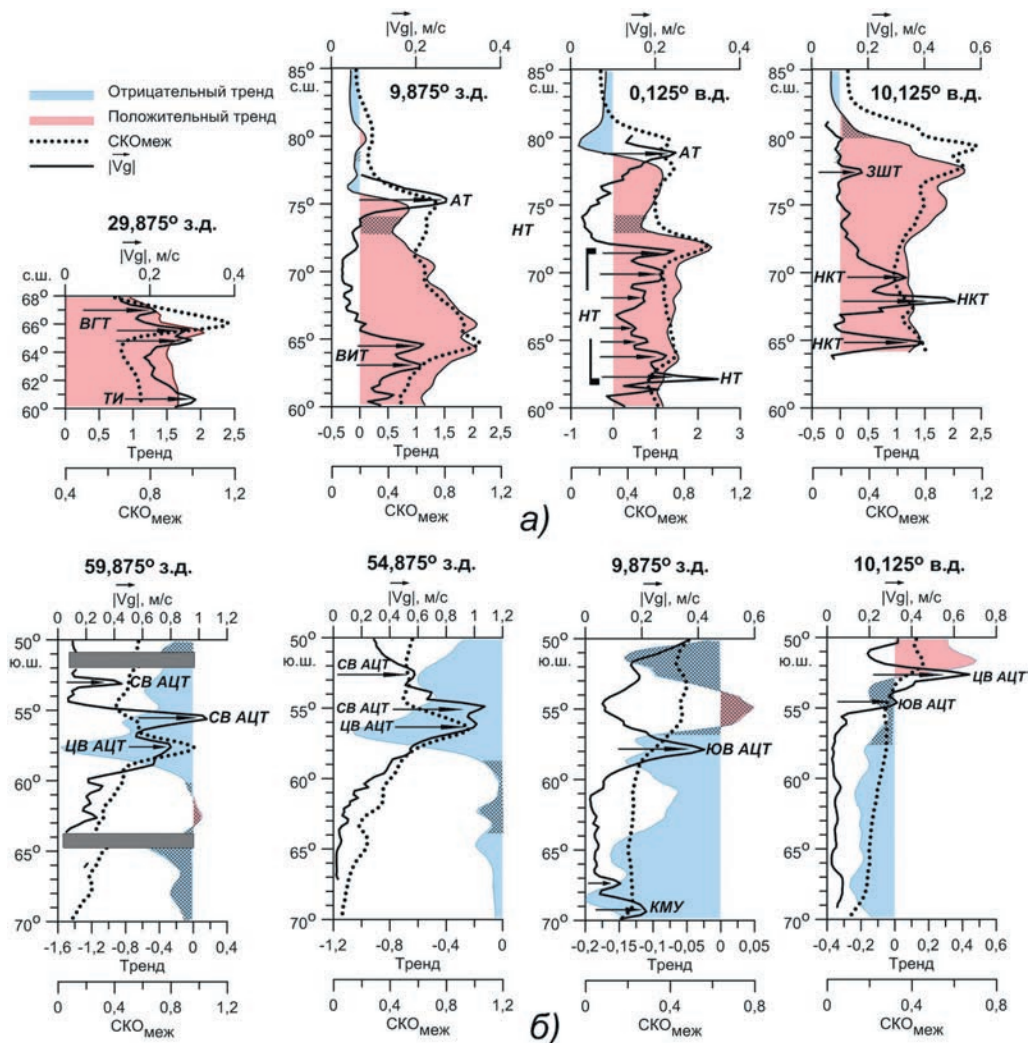 Отрицательный тренд
Положительный тренд
СКОмеж
|Vg|
29,875° з.д.
|Vg|, м/с
0 0,2 0,4
с.ш.
68°
66°
64°
62°
60°
ВГТ
ТИ
0 0,5 1 1,5 2 2,5
Тренд
0,4 0,8 1,2
СКОмеж
|Vg|, м/с
0 0,2 0,4
85°
с.ш.
80°
75°
70°
65°
60°
9,875° з.д.
АТ
ВИТ
-0,5 0 0,5 1 1,5 2 2,5
Тренд
0 0,4 0,8 1,2
СКОмеж
|Vg|, м/с
0 0,2 0,4
85°
с.ш.
80°
75°
70°
65°
60°
0,125° в.д.
АТ
НТ
НТ
НТ
-1 0 1 2 3
Тренд
0 0,4 0,8 1,2
СКОмеж
|Vg|, м/с
0 0,2 0,4 0,6
85°
с.ш.
80°
75°
70°
65°
60°
10,125° в.д.
ЗШТ
НКТ
НКТ
НКТ
-0,5 0 0,5 1 1,5 2 2,5
Тренд
0 0,4 0,8 1,2
СКОмеж
а)
59,875° з.д.
|Vg|, м/с
0 0,2 0,4 0,6 0,8 1 1,2
50°
ю.ш.
55°
60°
65°
70°
СВ АЦТ
СВ АЦТ
ЦВ АЦТ
-1,6 -1,2 -0,8 -0,4 0 0,4
Тренд
0 0,4 0,8 1,2
СКОмеж
54,875° з.д.
|Vg|, м/с
0 0,2 0,4 0,6 0,8 1 1,2
50°
ю.ш.
55°
60°
65°
70°
СВ АЦТ
СВ АЦТ
ЦВ АЦТ
-1,2 -0,8 -0,4 0
Тренд
0 0,4 0,8 1,2
СКОмеж
9,875° з.д.
|Vg|, м/с
0 0,2 0,4 0,6
50°
ю.ш.
55°
60°
65°
70°
ЮВ АЦТ
КМУ
-0,2 -0,15 -0,1 -0,05 0 0,05
Тренд
0 0,4 0,8
СКОмеж
10,125° в.д.
|Vg|, м/с
0 0,2 0,4 0,6 0,8
50°
ю.ш.
55°
60°
65°
70°
ЦВ АЦТ
ЮВ АЦТ
-0,4 -0,2 0 0,2 0,4 0,6
Тренд
0 0,4 0,8
СКОмеж
б)